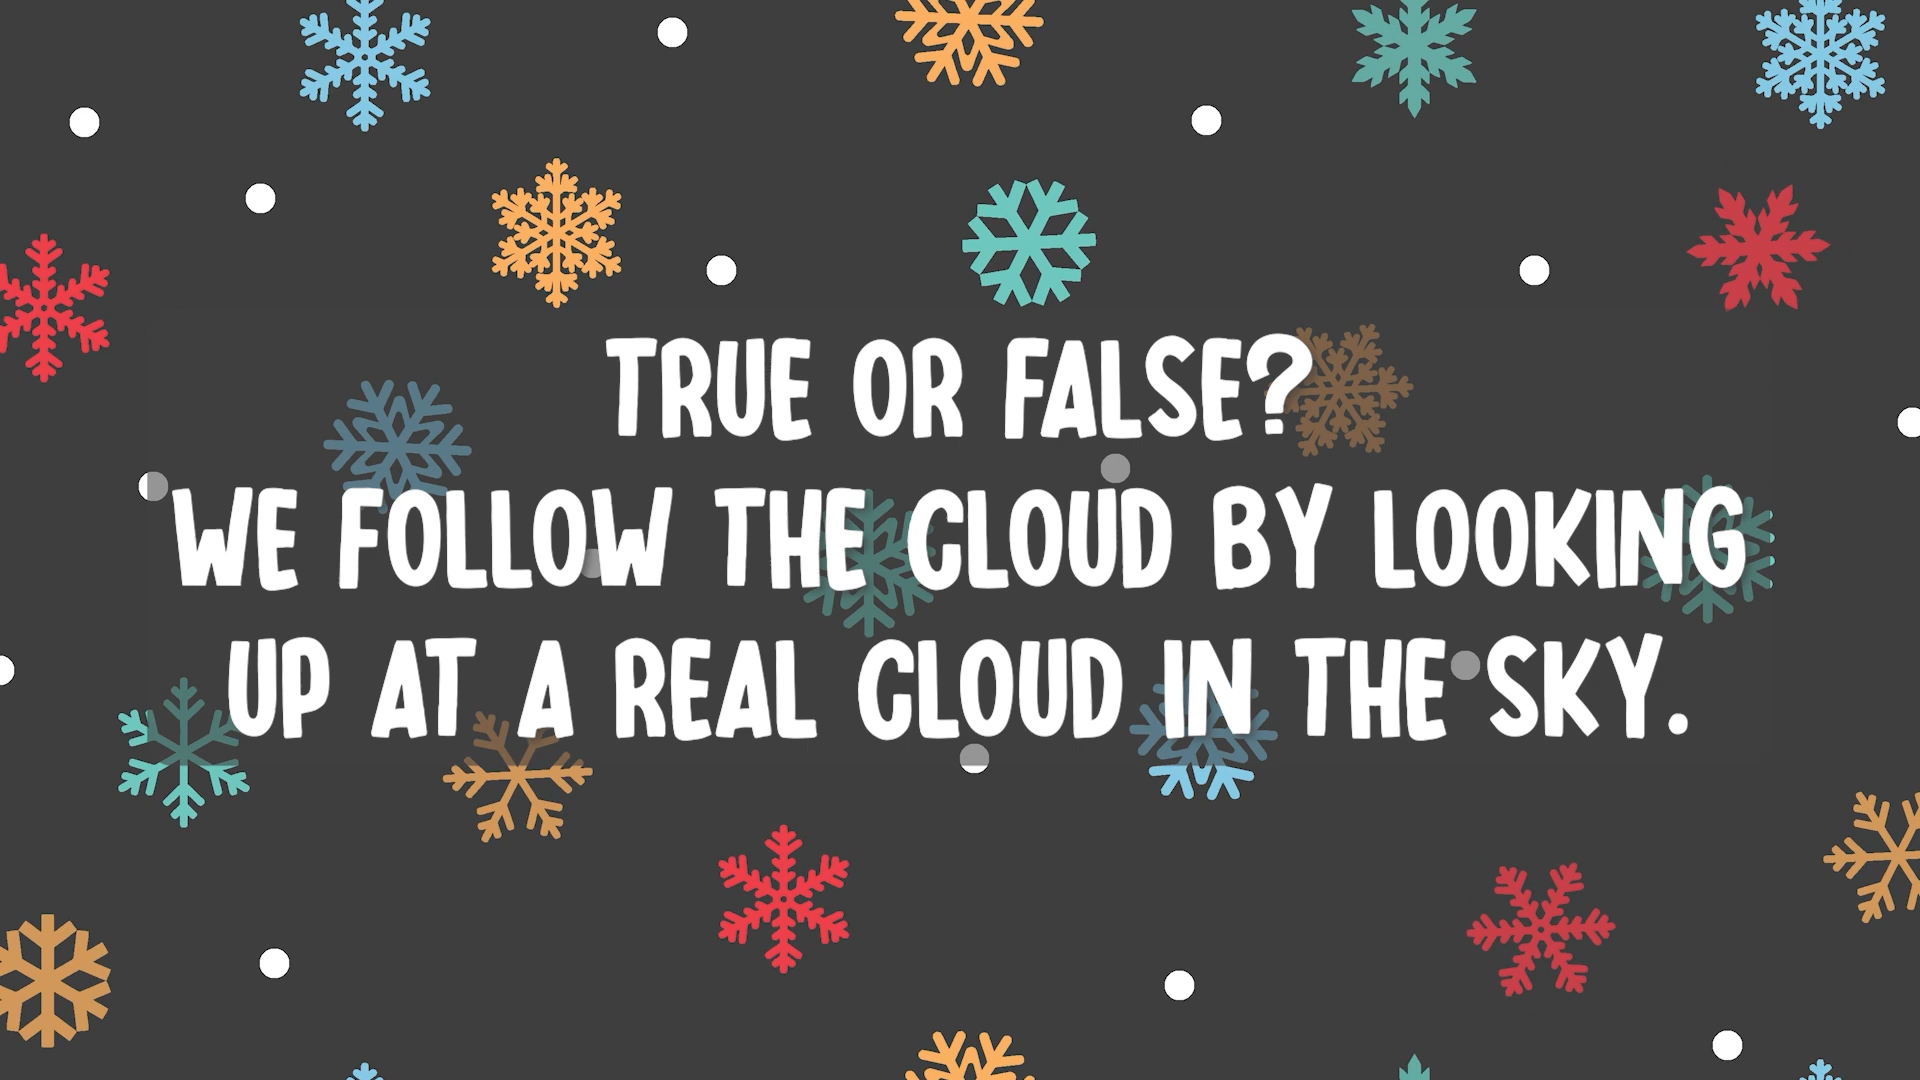 TRUE OR FALSE?
WE FOLLOW THE CLOUD BY LOOKING
UP AT A REAL CLOUD IN THE SKY.